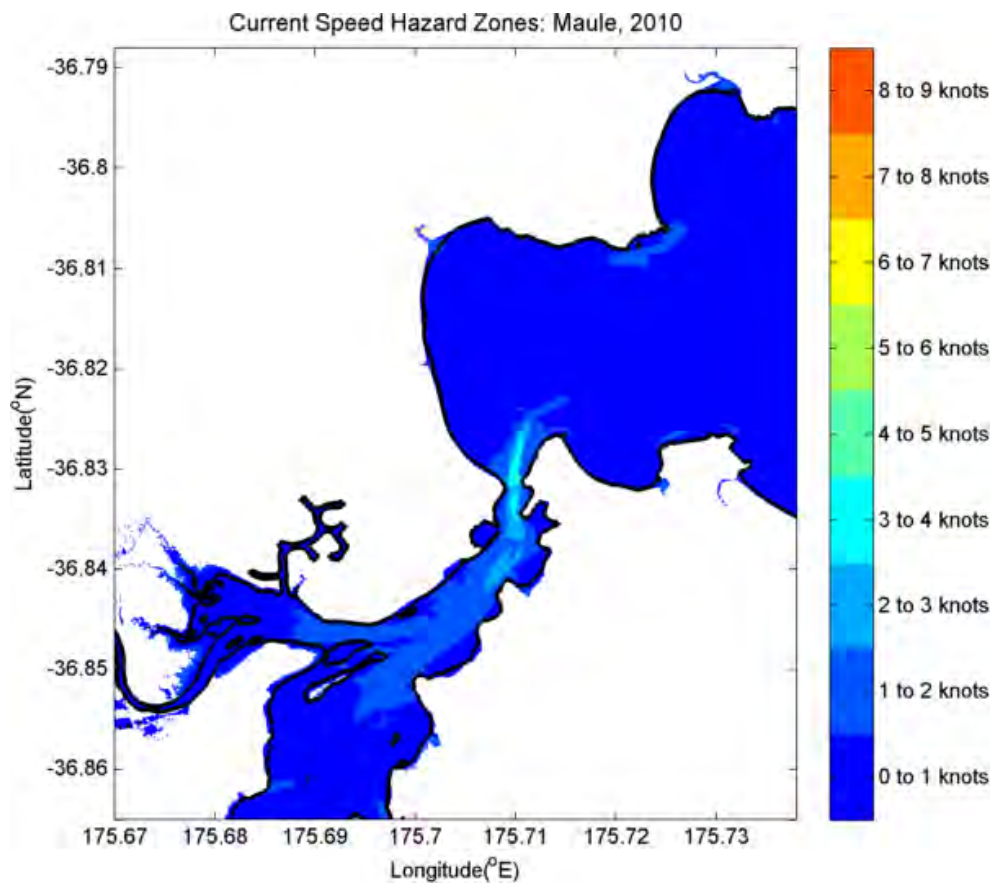 Current Speed Hazard Zones: Maule, 2010
-36.79
-36.8
-36.81
-36.82
-36.83
-36.84
-36.85
-36.86
Latitude(°N)
175.67 175.68 175.69 175.7 175.71 175.72 175.73
Longitude(°E)
8 to 9 knots
7 to 8 knots
6 to 7 knots
5 to 6 knots
4 to 5 knots
3 to 4 knots
2 to 3 knots
1 to 2 knots
0 to 1 knots